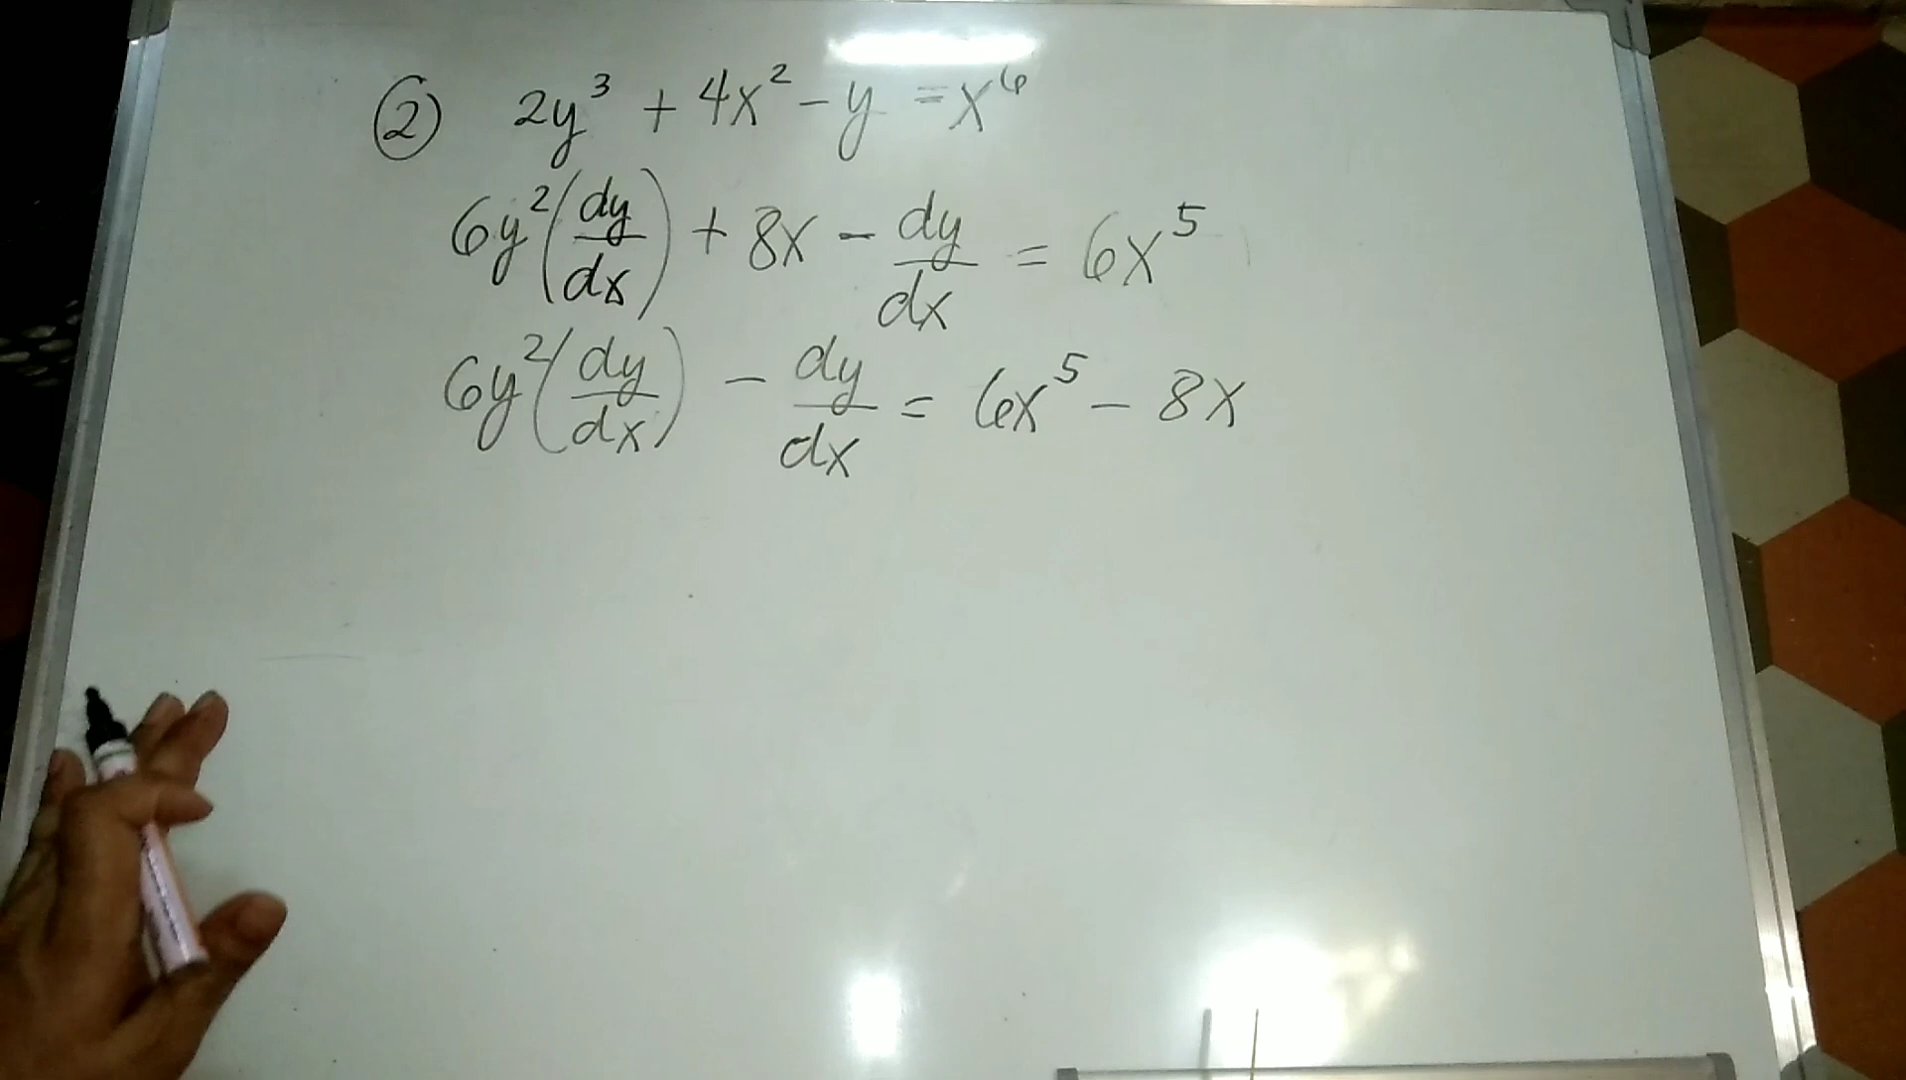 ② 2y³ + 4x² - y = x⁶
6y²(dy/dx) + 8x - dy/dx = 6x⁵
6y²(dy/dx) - dy/dx = 6x⁵ - 8x